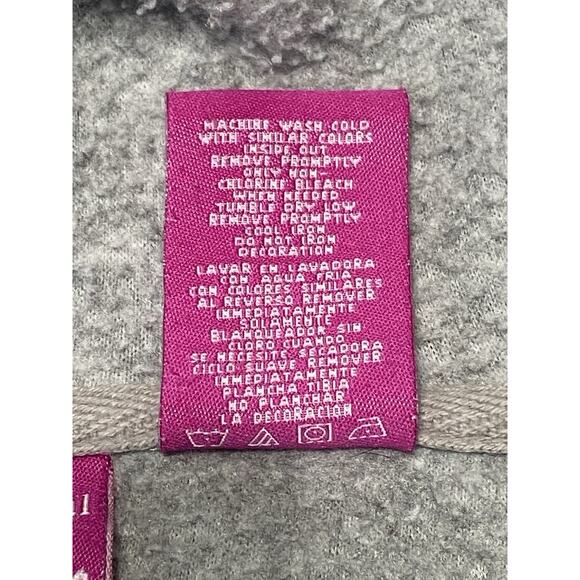 MACHINE WASH COLD
WITH SIMILAR COLORS
INSIDE OUT
REMOVE PROMPTLY
ONLY NON-
CHLORINE BLEACH
WHEN NEEDED
TUMBLE DRY LOW
REMOVE PROMPTLY
COOL IRON
DO NOT IRON
DECORATION
LAVAR EN LAVADORA
CON AGUA FRIA
CON COLORES SIMILARES
AL REVERSO REMOVER
INMEDIATAMENTE
SOLAMENTE
BLANQUEADOR SIN
CLORO CUANDO
SE NECESITE SECADORA
CICLO SUAVE REMOVER
INMEDIATAMENTE
PLANCHA TIBIA
NO PLANCHAR
LA DECORACION